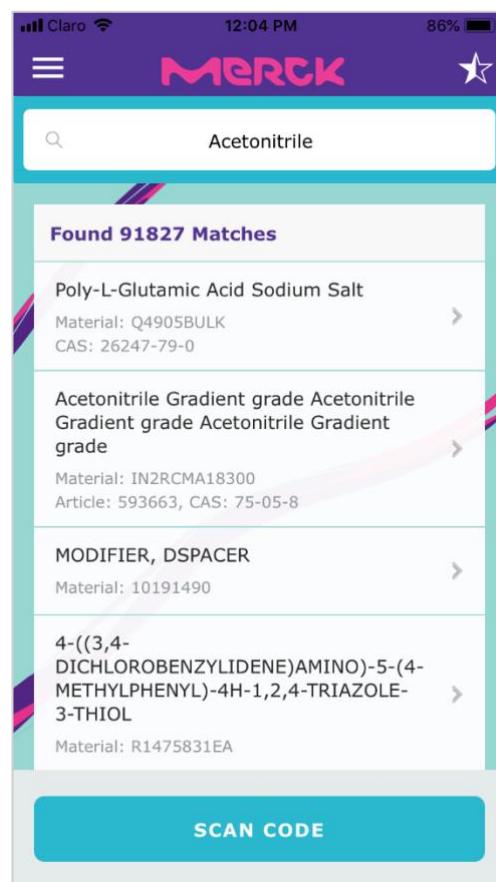 Claro 12:04 PM 86%
MERCK
Acetonitrile
Found 91827 Matches
Poly-L-Glutamic Acid Sodium Salt
Material: Q4905BULK
CAS: 26247-79-0
Acetonitrile Gradient grade Acetonitrile
Gradient grade Acetonitrile Gradient
grade
Material: IN2RCMA18300
Article: 593663, CAS: 75-05-8
MODIFIER, DSPACER
Material: 10191490
4-((3,4-
DICHLOROBENZYLIDENE)AMINO)-5-(4-
METHYLPHENYL)-4H-1,2,4-TRIAZOLE-
3-THIOL
Material: R1475831EA
SCAN CODE